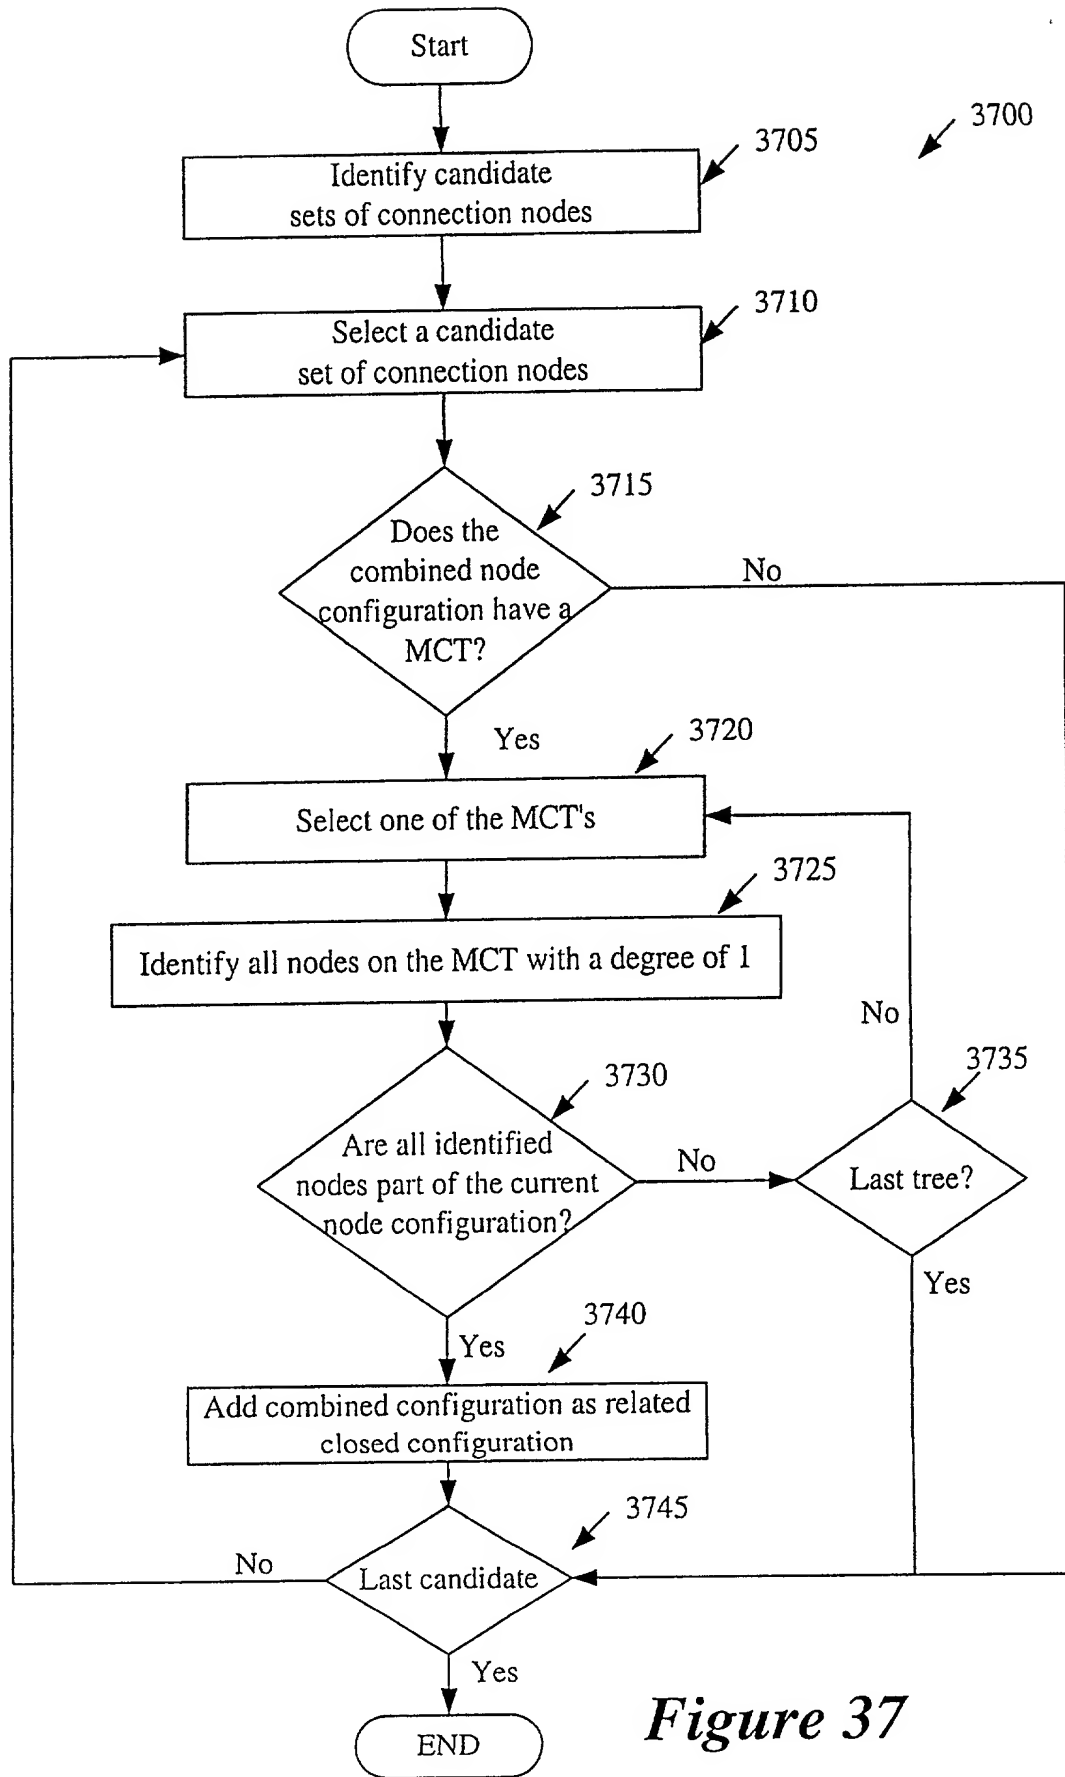 Start
3700
3705
Identify candidate
sets of connection nodes
3710
Select a candidate
set of connection nodes
3715
Does the
combined node
configuration have a
MCT?
No
Yes
3720
Select one of the MCT's
3725
Identify all nodes on the MCT with a degree of 1
No
3735
3730
Are all identified
nodes part of the current
node configuration?
No
Last tree?
Yes
3740
Yes
Add combined configuration as related
closed configuration
3745
No
Last candidate
Yes
END
Figure 37